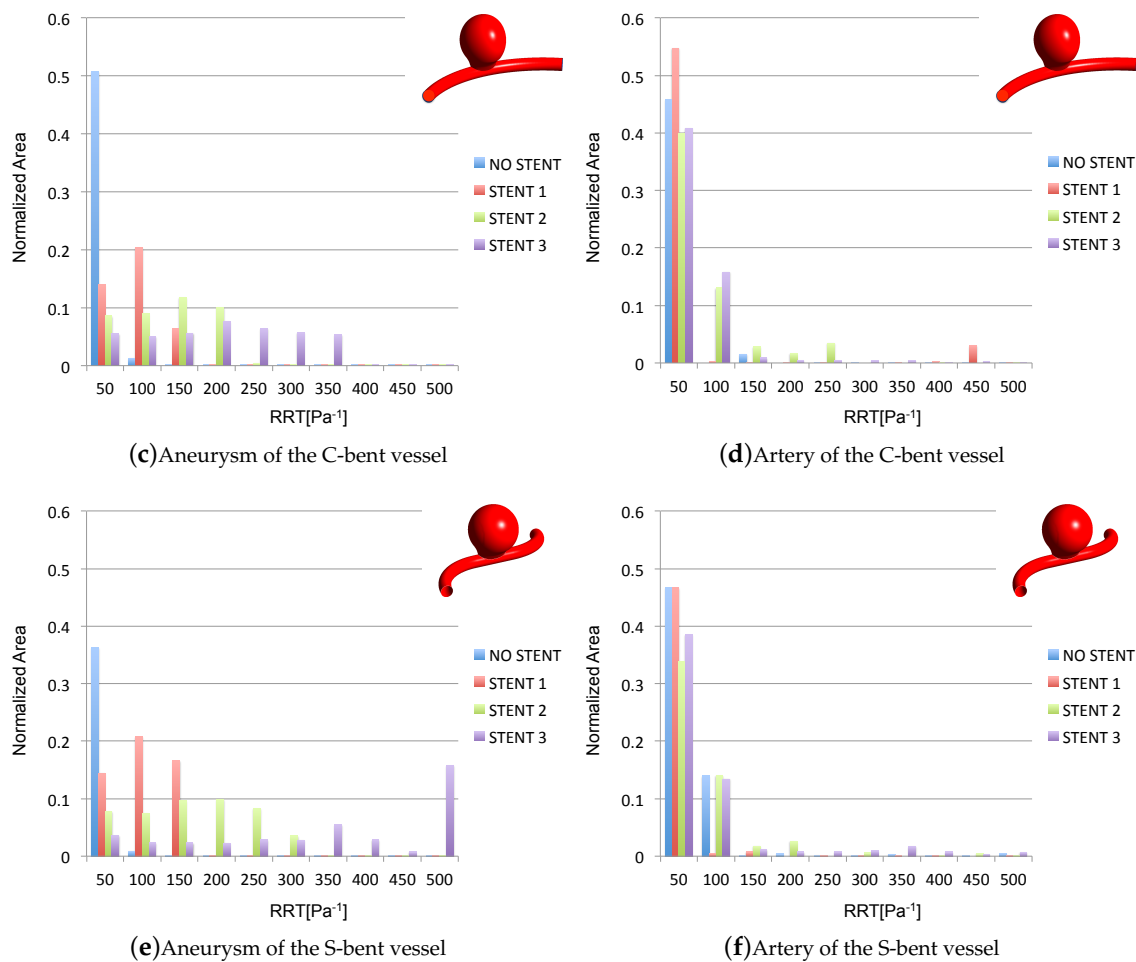 0.6
0.5
0.4
0.3
0.2
0.1
0
Normalized Area
50 100 150 200 250 300 350 400 450 500
RRT[Pa⁻¹]
NO STENT
STENT 1
STENT 2
STENT 3
(c)Aneurysm of the C-bent vessel
0.6
0.5
0.4
0.3
0.2
0.1
0
Normalized Area
50 100 150 200 250 300 350 400 450 500
RRT[Pa⁻¹]
NO STENT
STENT 1
STENT 2
STENT 3
(d)Artery of the C-bent vessel
0.6
0.5
0.4
0.3
0.2
0.1
0
Normalized Area
50 100 150 200 250 300 350 400 450 500
RRT[Pa⁻¹]
NO STENT
STENT 1
STENT 2
STENT 3
(e)Aneurysm of the S-bent vessel
0.6
0.5
0.4
0.3
0.2
0.1
0
Normalized Area
50 100 150 200 250 300 350 400 450 500
RRT[Pa⁻¹]
NO STENT
STENT 1
STENT 2
STENT 3
(f)Artery of the S-bent vessel